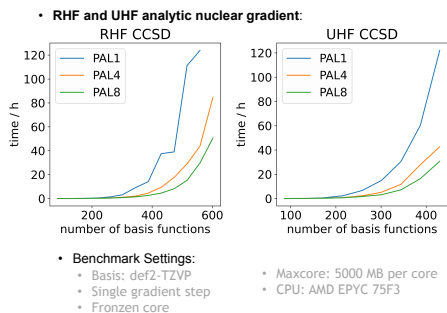 • RHF and UHF analytic nuclear gradient:
RHF CCSD
120
100
80
60
40
20
0
time / h
PAL1
PAL4
PAL8
200
400
600
number of basis functions
UHF CCSD
120
100
80
60
40
20
0
time / h
PAL1
PAL4
PAL8
100
200
300
400
number of basis functions
• Benchmark Settings:
• Basis: def2-TZVP
• Single gradient step
• Fronzen core
• Maxcore: 5000 MB per core
• CPU: AMD EPYC 75F3